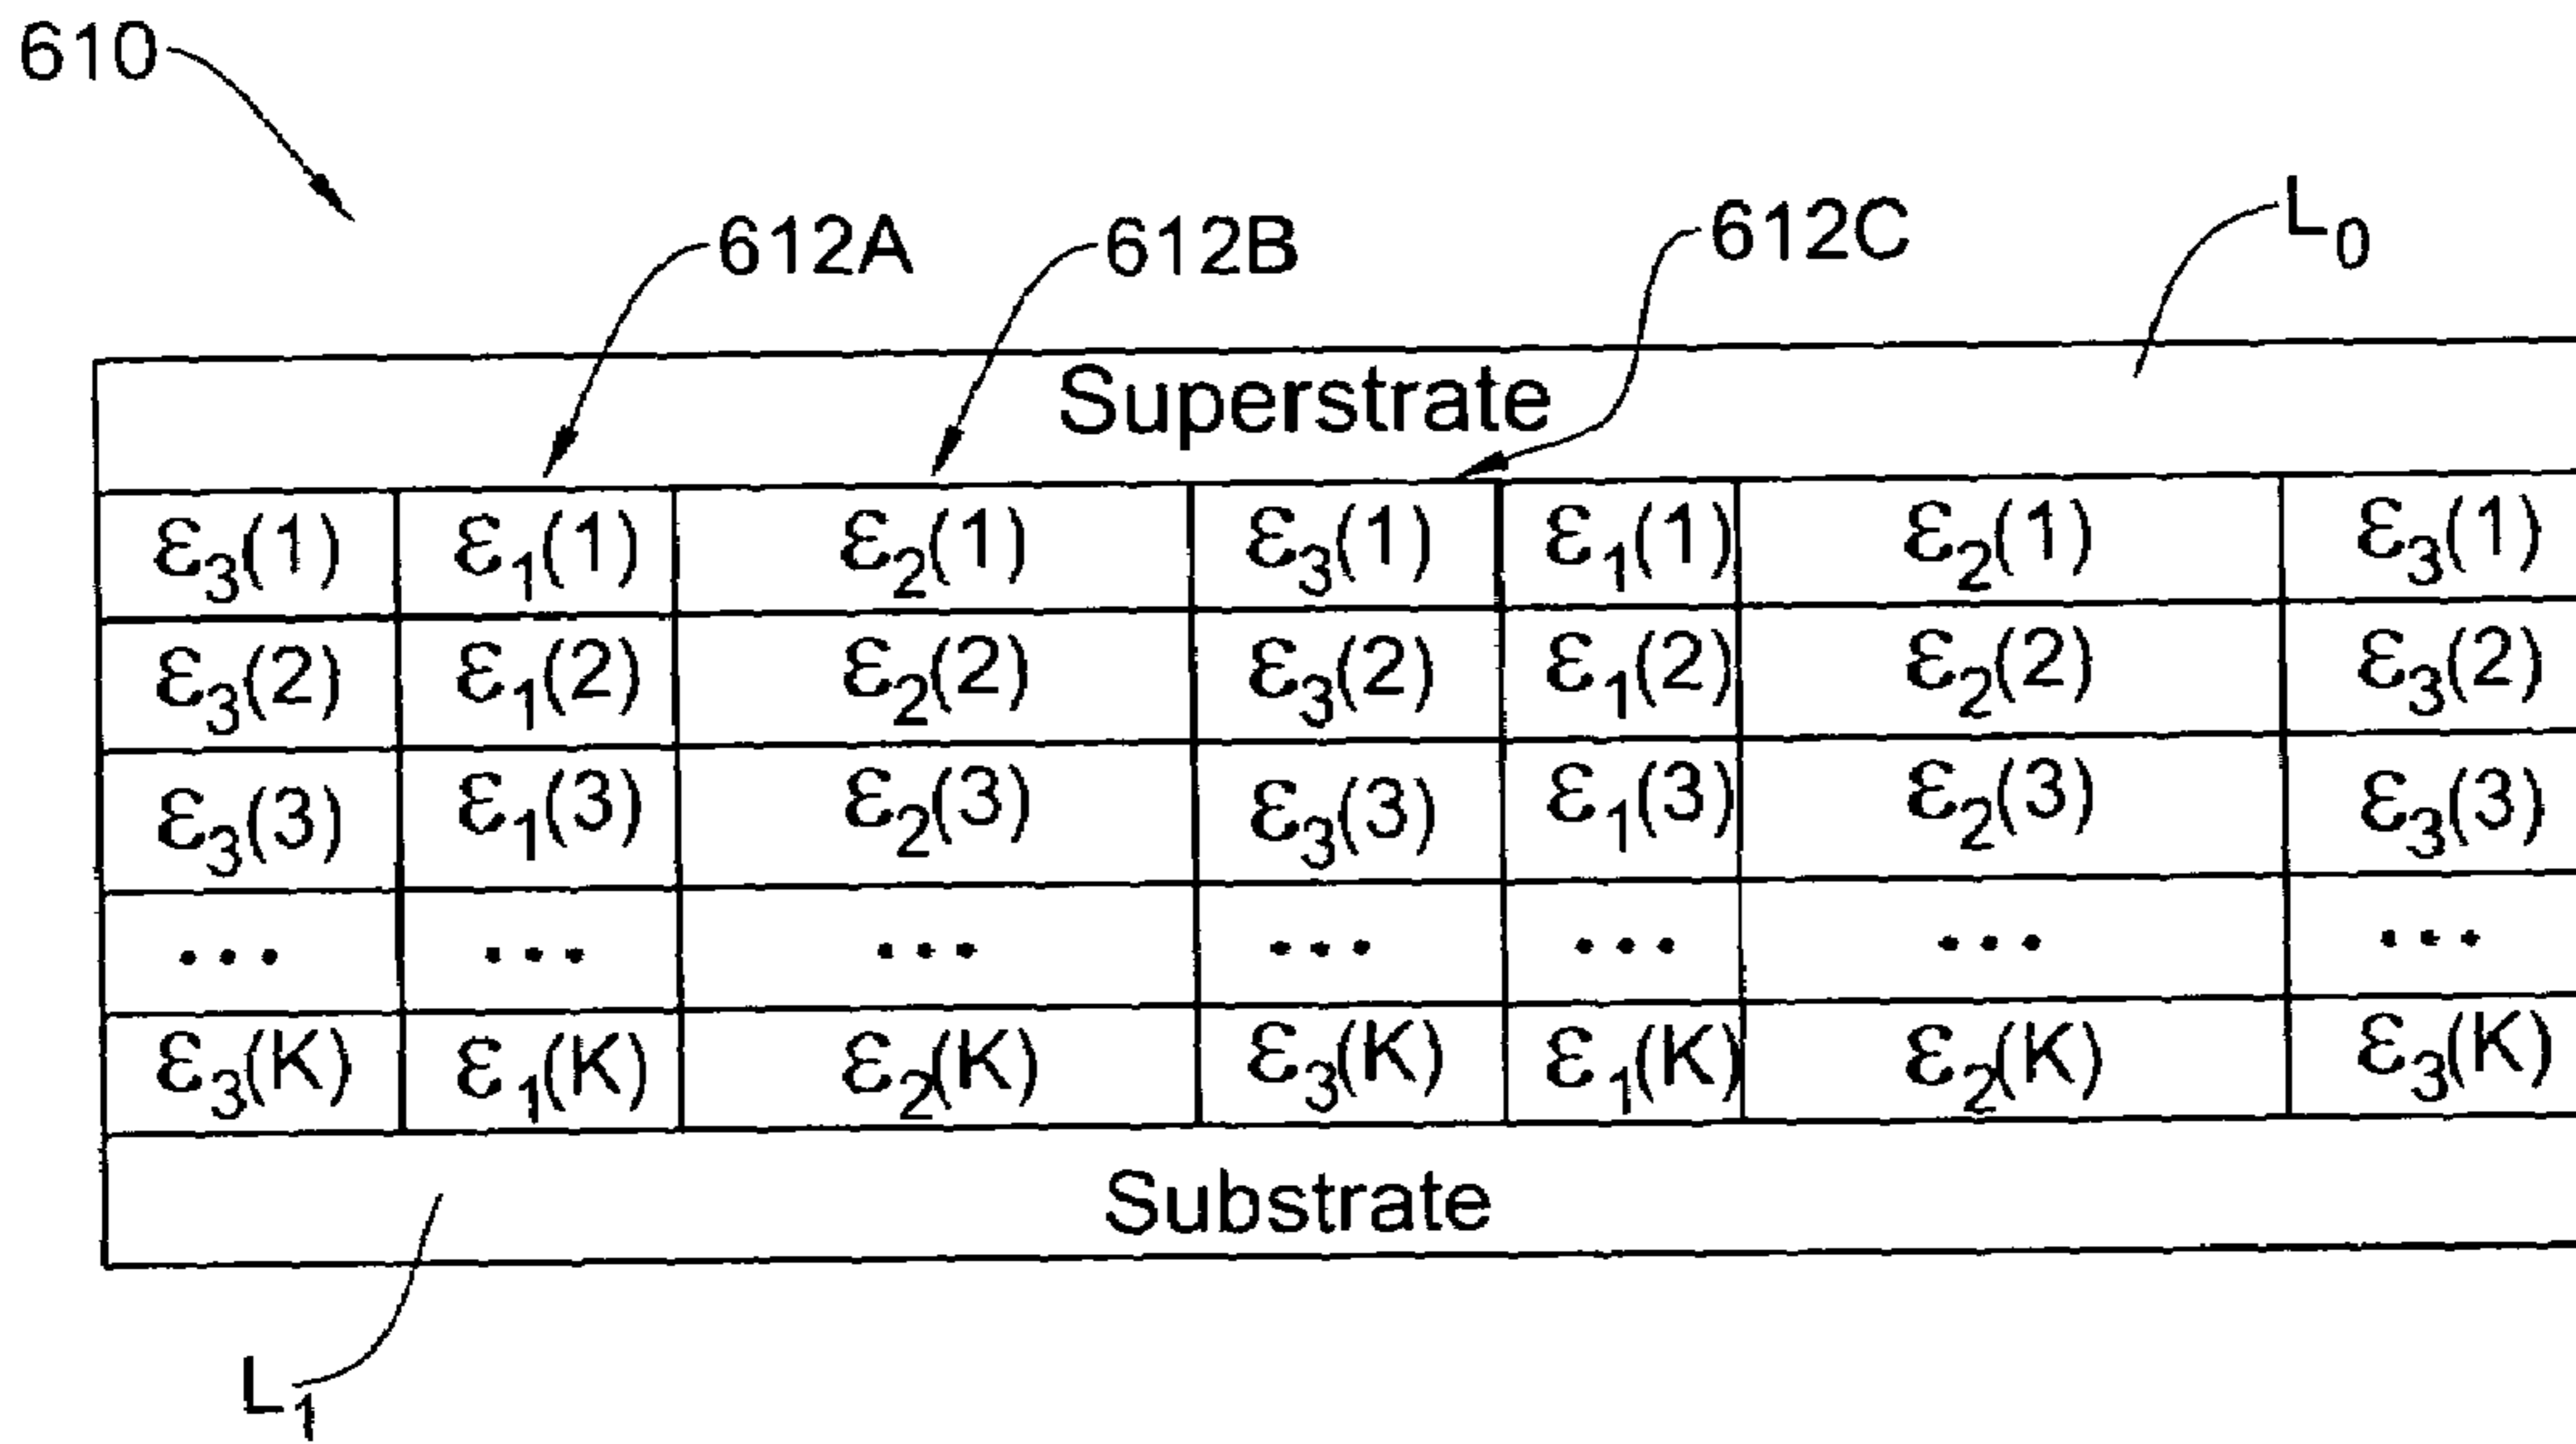 610
612A 612B 612C L₀
Superstrate
ε₃(1) ε₁(1) ε₂(1) ε₃(1) ε₁(1) ε₂(1) ε₃(1)
ε₃(2) ε₁(2) ε₂(2) ε₃(2) ε₁(2) ε₂(2) ε₃(2)
ε₃(3) ε₁(3) ε₂(3) ε₃(3) ε₁(3) ε₂(3) ε₃(3)
... ... ... ... ... ... ...
ε₃(K) ε₁(K) ε₂(K) ε₃(K) ε₁(K) ε₂(K) ε₃(K)
Substrate
L₁